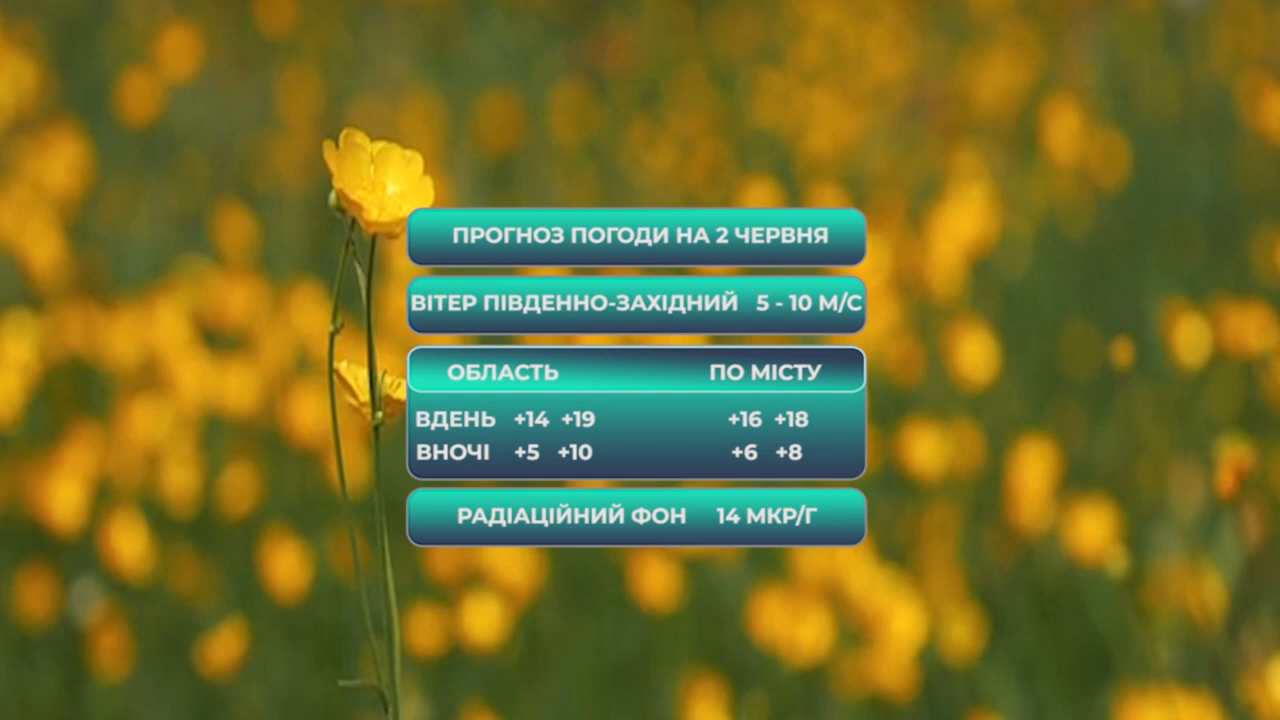 ПРОГНОЗ ПОГОДИ НА 2 ЧЕРВНЯ
ВІТЕР ПІВДЕННО-ЗАХІДНИЙ 5 - 10 М/С
ОБЛАСТЬ ПО МІСТУ
ВДЕНЬ +14 +19 +16 +18
ВНОЧІ +5 +10 +6 +8
РАДІАЦІЙНИЙ ФОН 14 МКР/Г